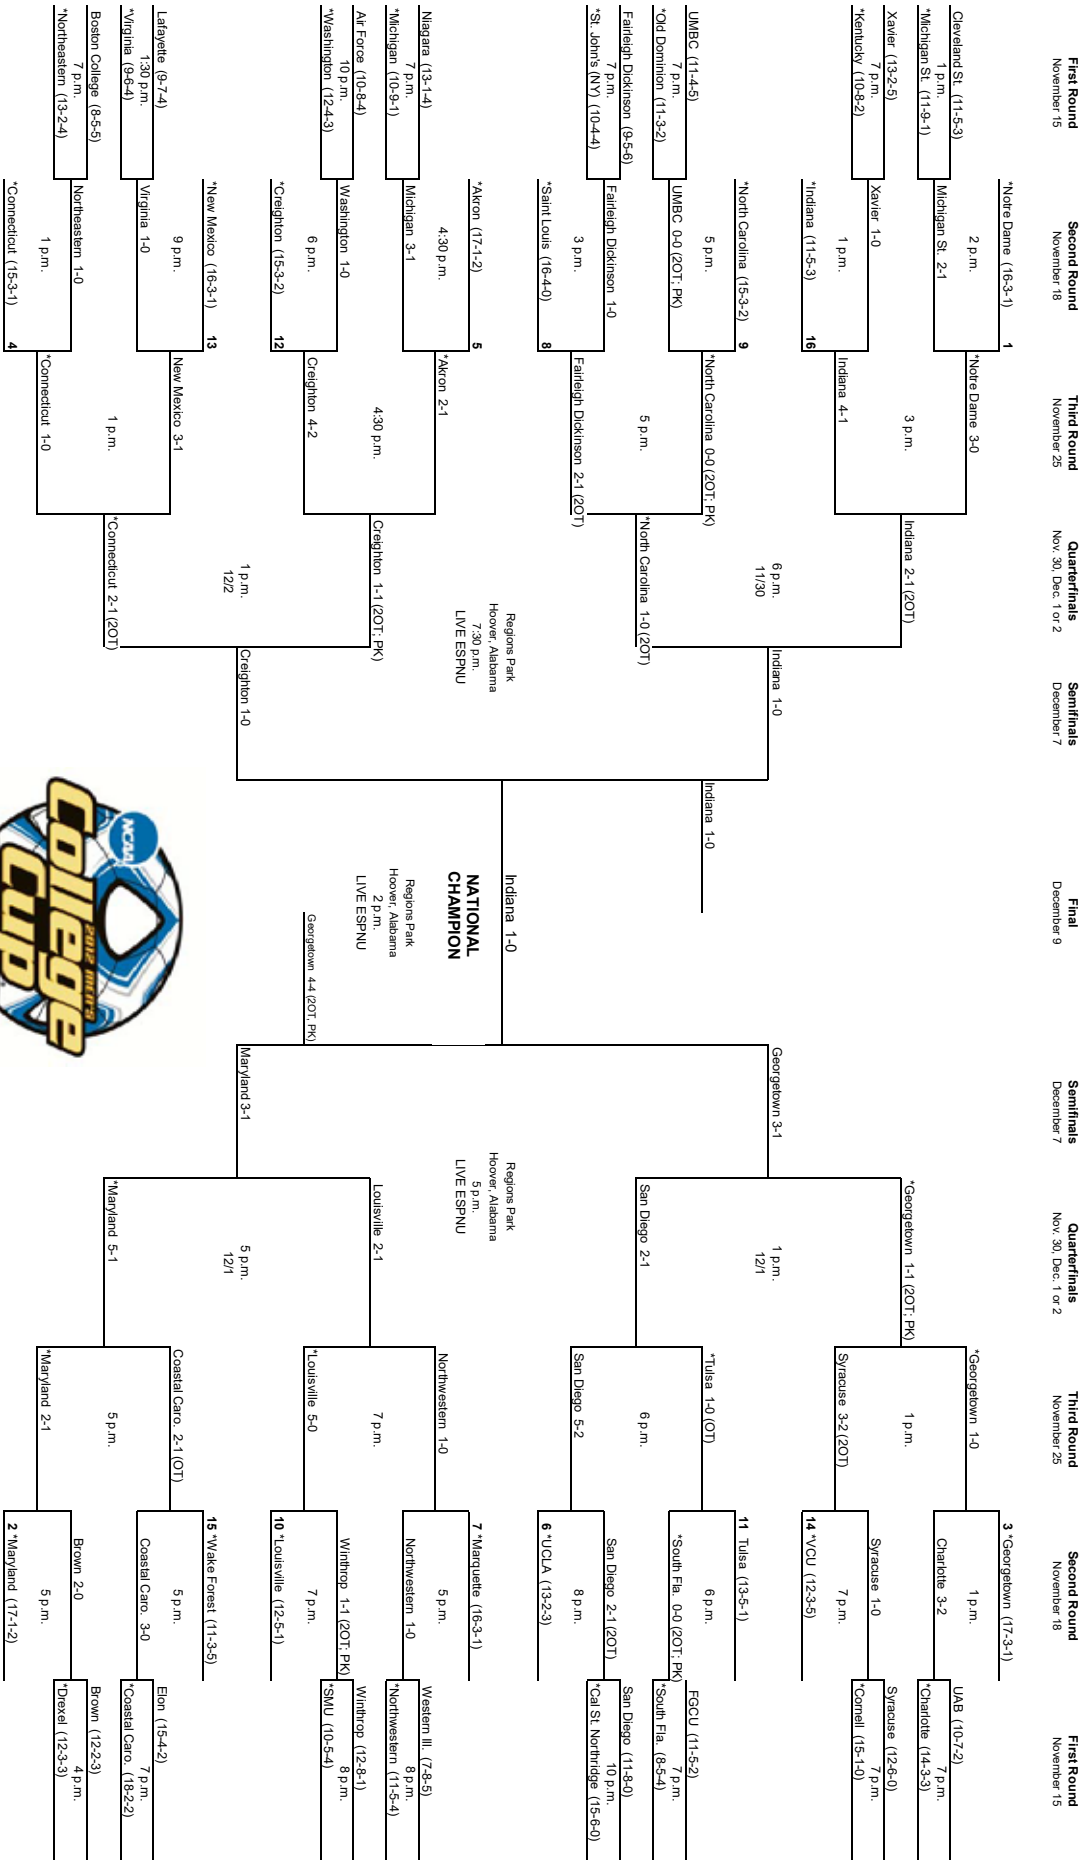 First Round
November 15
Second Round
November 18
Third Round
November 25
Quarterfinals
Nov. 30, Dec. 1 or 2
Semifinals
December 7
Final
December 9
Semifinals
December 7
Quarterfinals
Nov. 30, Dec. 1 or 2
Third Round
November 25
Second Round
November 18
First Round
November 15
Cleveland St. (11-5-3)
1 p.m.
*Michigan St. (11-9-1)
Xavier (13-2-5)
7 p.m.
*Kentucky (10-8-2)
UMBC (11-4-5)
7 p.m.
*Old Dominion (11-3-2)
Fairleigh Dickinson (9-5-6)
7 p.m.
*St. John's (NY) (10-4-4)
Niagara (13-1-4)
7 p.m.
*Michigan (10-9-1)
Air Force (10-8-4)
10 p.m.
*Washington (12-4-3)
Lafayette (9-7-4)
1:30 p.m.
*Virginia (9-6-4)
Boston College (8-5-5)
7 p.m.
*Northeastern (13-2-4)
*Notre Dame (16-3-1) 1
2 p.m.
Michigan St. 2-1
Xavier 1-0
1 p.m.
*Indiana (11-5-3) 16
*North Carolina (15-3-2) 9
5 p.m.
UMBC 0-0 (2OT; PK)
Fairleigh Dickinson 1-0
3 p.m.
*Saint Louis (16-4-0) 8
*Akron (17-1-2) 5
4:30 p.m.
Michigan 3-1
Washington 1-0
6 p.m.
*Creighton (15-3-2) 12
*New Mexico (16-3-1) 13
9 p.m.
Virginia 1-0
Northeastern 1-0
1 p.m.
*Connecticut (15-3-1) 4
*Notre Dame 3-0
3 p.m.
Indiana 4-1
*North Carolina 0-0 (2OT; PK)
5 p.m.
Fairleigh Dickinson 2-1 (2OT)
*Akron 2-1
4:30 p.m.
Creighton 4-2
New Mexico 3-1
1 p.m.
*Connecticut 1-0
Indiana 2-1 (2OT)
6 p.m.
11/30
*North Carolina 1-0 (2OT)
Creighton 1-1 (2OT; PK)
1 p.m.
12/2
*Connecticut 2-1 (2OT)
Indiana 1-0
Regions Park
Hoover, Alabama
7:30 p.m.
LIVE ESPNU
Creighton 1-0
Indiana 1-0
Indiana 1-0
NATIONAL
CHAMPION
Regions Park
Hoover, Alabama
2 p.m.
LIVE ESPNU
Georgetown 4-4 (2OT, PK)
NCAA
2012 MEN'S
College
Cup
Georgetown 3-1
Regions Park
Hoover, Alabama
5 p.m.
LIVE ESPNU
Maryland 3-1
*Georgetown 1-1 (2OT; PK)
1 p.m.
12/1
San Diego 2-1
Louisville 2-1
5 p.m.
12/1
*Maryland 5-1
*Georgetown 1-0
1 p.m.
Syracuse 3-2 (2OT)
*Tulsa 1-0 (OT)
6 p.m.
San Diego 5-2
Northwestern 1-0
7 p.m.
*Louisville 5-0
Coastal Caro. 2-1 (OT)
5 p.m.
*Maryland 2-1
3 *Georgetown (17-3-1)
1 p.m.
Charlotte 3-2
Syracuse 1-0
7 p.m.
14 *VCU (12-3-5)
11 Tulsa (13-5-1)
6 p.m.
*South Fla. 0-0 (2OT; PK)
San Diego 2-1 (2OT)
8 p.m.
6 *UCLA (13-2-3)
7 *Marquette (16-3-1)
5 p.m.
Northwestern 1-0
Winthrop 1-1 (2OT; PK)
7 p.m.
10 *Louisville (12-5-1)
15 *Wake Forest (11-3-5)
5 p.m.
Coastal Caro. 3-0
Brown 2-0
5 p.m.
2 *Maryland (17-1-2)
UAB (10-7-2)
7 p.m.
*Charlotte (14-3-3)
Syracuse (12-6-0)
7 p.m.
*Cornell (15-1-0)
FGCU (11-5-2)
7 p.m.
*South Fla. (8-5-4)
San Diego (11-8-0)
10 p.m.
*Cal St. Northridge (15-6-0)
Western Ill. (7-8-5)
8 p.m.
*Northwestern (11-5-4)
Winthrop (12-8-1)
8 p.m.
*SMU (10-5-4)
Elon (15-4-2)
7 p.m.
*Coastal Caro. (18-2-2)
Brown (12-2-3)
4 p.m.
*Drexel (12-3-3)